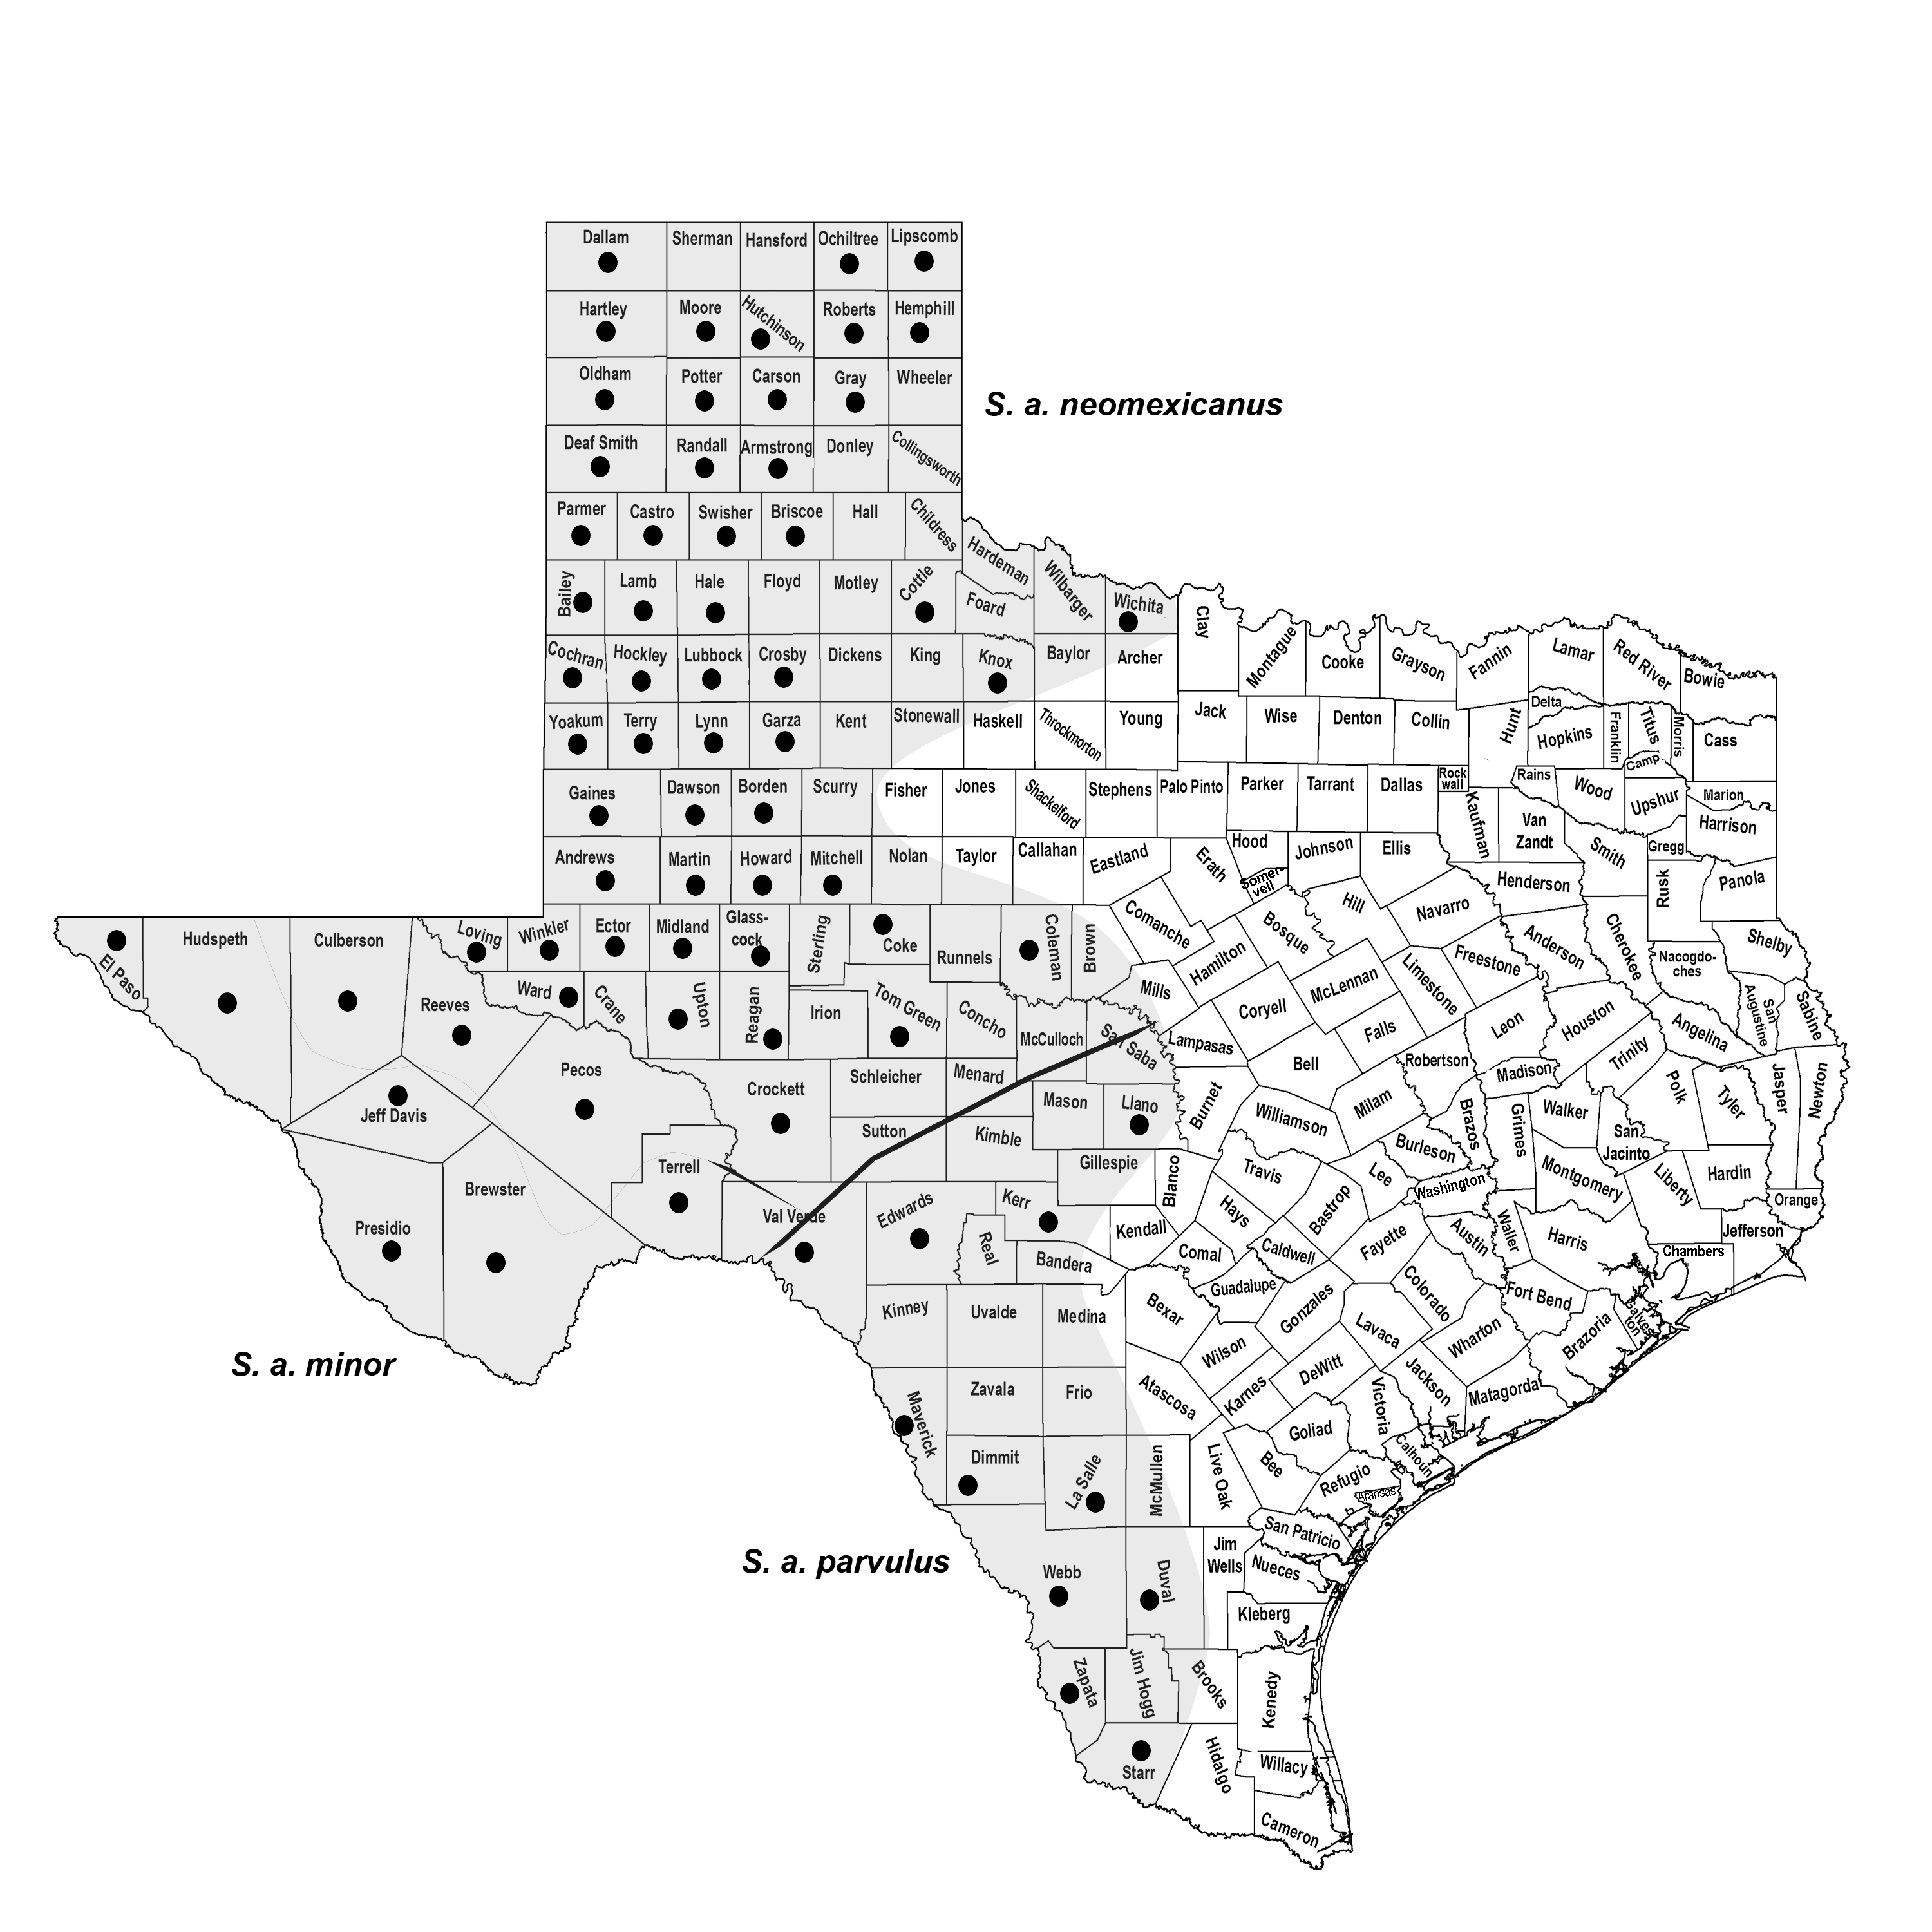 Dallam Sherman Hansford Ochiltree Lipscomb
Hartley Moore Hutchinson Roberts Hemphill
Oldham Potter Carson Gray Wheeler
S. a. neomexicanus
Deaf Smith Randall Armstrong Donley Collingsworth
Parmer Castro Swisher Briscoe Hall Childress
Hardeman
Bailey Lamb Hale Floyd Motley Cottle Foard Wilbarger Wichita Clay
Montague Cooke Grayson Fannin Lamar Red River Bowie
Cochran Hockley Lubbock Crosby Dickens King Knox Baylor Archer
Yoakum Terry Lynn Garza Kent Stonewall Haskell Throckmorton Young Jack Wise Denton Collin Hunt Delta Hopkins Franklin Titus Morris Cass
Camp
Gaines Dawson Borden Scurry Fisher Jones Shackelford Stephens Palo Pinto Parker Tarrant Dallas Rock
wall
Kaufman Rains Wood Upshur Marion
Van
Zandt
Harrison
Andrews Martin Howard Mitchell Nolan Taylor Callahan Eastland Erath Hood Johnson Ellis Smith Gregg
Somer-
vell
Henderson Rusk Panola
El Paso Hudspeth Culberson Loving Winkler Ector Midland Glass-
cock
Sterling Coke Runnels Coleman Brown Comanche Bosque Hill Navarro Anderson Cherokee Shelby
Nacogdo-
ches
Hamilton Freestone Limestone McLennan
Reeves Ward Crane Upton Reagan Irion Tom Green Concho McCulloch San Saba Mills Lampasas Coryell Falls Leon Houston Angelina San
Augustine
Sabine
Jeff Davis Pecos Crockett Schleicher Menard Mason Llano Burnet Bell Robertson Madison Trinity Polk Tyler Jasper Newton
Sutton Kimble Williamson Milam Brazos Grimes Walker San
Jacinto
Terrell Gillespie Blanco Travis Lee Burleson Washington Montgomery Liberty Hardin Orange
Presidio Brewster Val Verde Edwards Real Kerr Kendall Hays Bastrop Fayette Austin Waller Harris Jefferson
Bandera Comal Caldwell Chambers
Kinney Uvalde Medina Bexar Guadalupe Gonzales Colorado Fort Bend Galves-
ton
Wilson Lavaca Wharton Brazoria
S. a. minor
Maverick Zavala Frio Atascosa Karnes DeWitt Victoria Jackson Matagorda
Dimmit La Salle McMullen Live Oak Bee Goliad Calhoun
Refugio
Aransas
San Patricio
S. a. parvulus
Webb Duval Jim
Wells
Nueces
Kleberg
Zapata Jim Hogg Brooks Kenedy
Starr Hidalgo Willacy
Cameron